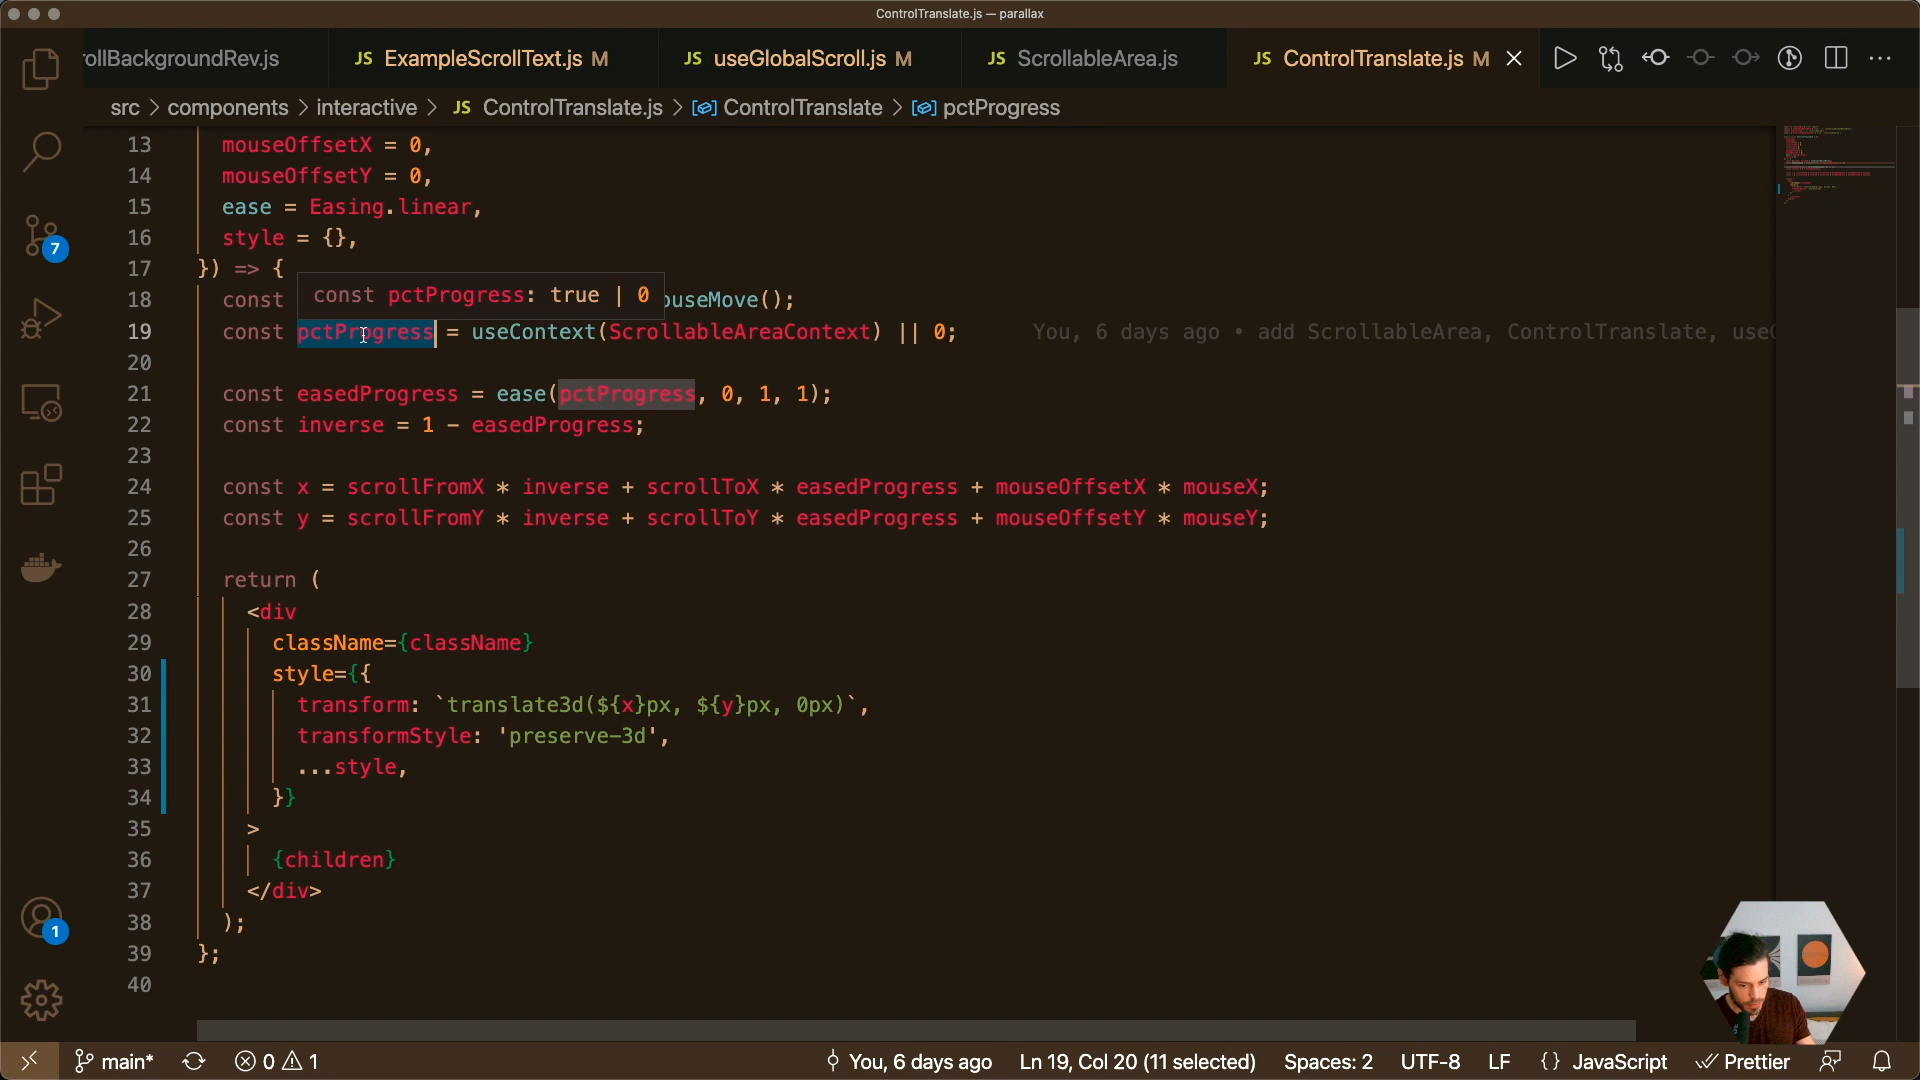 ControlTranslate.js — parallax
rollBackgroundRev.js
JS ExampleScrollText.js M
JS useGlobalScroll.js M
JS ScrollableArea.js
JS ControlTranslate.js M
src > components > interactive > JS ControlTranslate.js > ControlTranslate > pctProgress
13 mouseOffsetX = 0,
14 mouseOffsetY = 0,
15 ease = Easing.linear,
16 style = {},
17 }) => {
const pctProgress: true | 0
18 const ouseMove();
19 const pctProgress = useContext(ScrollableAreaContext) || 0; You, 6 days ago • add ScrollableArea, ControlTranslate, use
20
21 const easedProgress = ease(pctProgress, 0, 1, 1);
22 const inverse = 1 - easedProgress;
23
24 const x = scrollFromX * inverse + scrollToX * easedProgress + mouseOffsetX * mouseX;
25 const y = scrollFromY * inverse + scrollToY * easedProgress + mouseOffsetY * mouseY;
26
27 return (
28 <div
29 className={className}
30 style={{
31 transform: `translate3d(${x}px, ${y}px, 0px)`,
32 transformStyle: 'preserve-3d',
33 ...style,
34 }}
35 >
36 {children}
37 </div>
38 );
39 };
40
7
1
main* 0 1 You, 6 days ago Ln 19, Col 20 (11 selected) Spaces: 2 UTF-8 LF {} JavaScript Prettier